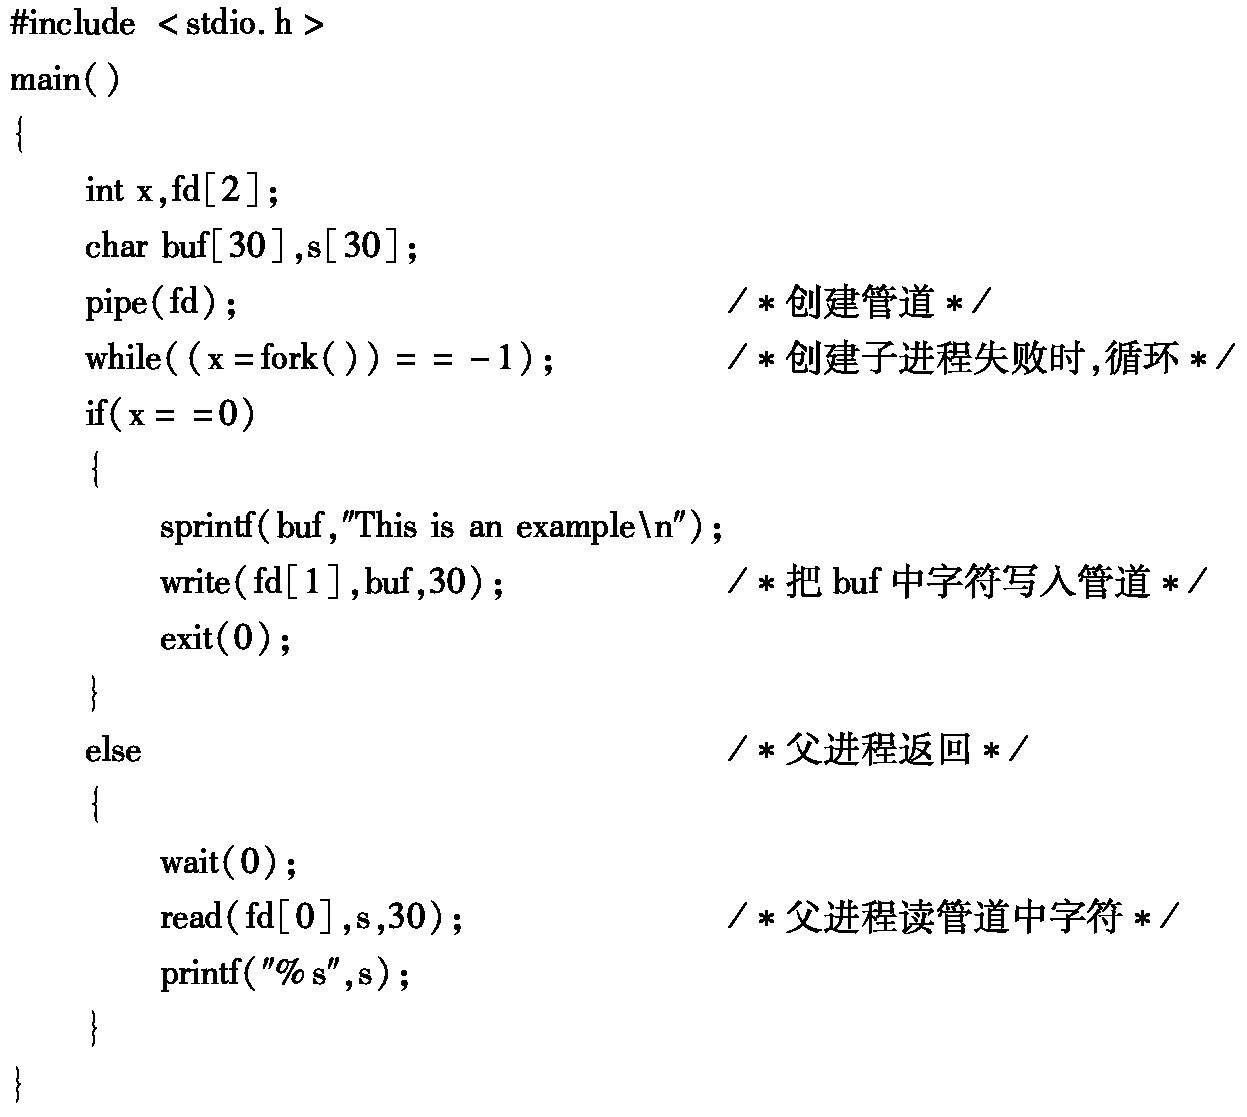 #include <stdio.h>
main()
{
int x,fd[2];
char buf[30],s[30];
pipe(fd); /*创建管道*/
while((x=fork())= = -1); /*创建子进程失败时,循环*/
if(x= =0)
{
sprintf(buf,"This is an example\n");
write(fd[1],buf,30); /*把 buf 中字符写入管道*/
exit(0);
}
else /*父进程返回*/
{
wait(0);
read(fd[0],s,30); /*父进程读管道中字符*/
printf("%s",s);
}
}